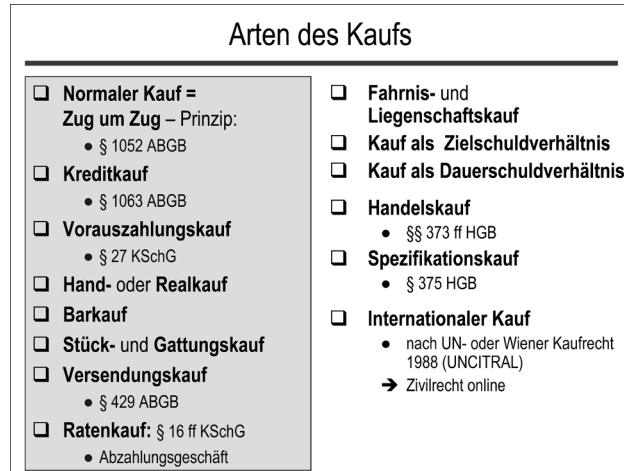 Arten des Kaufs
❑ Normaler Kauf =
Zug um Zug – Prinzip:
● § 1052 ABGB
❑ Kreditkauf
● § 1063 ABGB
❑ Vorauszahlungskauf
● § 27 KSchG
❑ Hand- oder Realkauf
❑ Barkauf
❑ Stück- und Gattungskauf
❑ Versendungskauf
● § 429 ABGB
❑ Ratenkauf: § 16 ff KSchG
● Abzahlungsgeschäft
❑ Fahrnis- und
Liegenschaftskauf
❑ Kauf als Zielschuldverhältnis
❑ Kauf als Dauerschuldverhältnis
❑ Handelskauf
● §§ 373 ff HGB
❑ Spezifikationskauf
● § 375 HGB
❑ Internationaler Kauf
● nach UN- oder Wiener Kaufrecht
1988 (UNCITRAL)
➔ Zivilrecht online